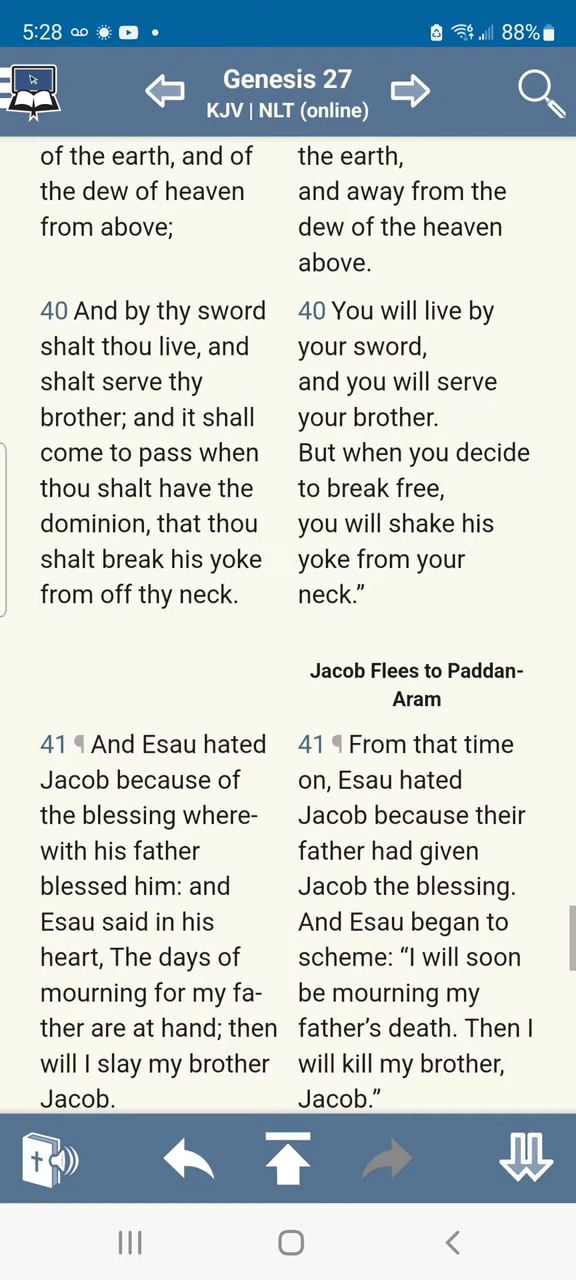 5:28
88%
Genesis 27
KJV | NLT (online)
of the earth, and of
the dew of heaven
from above;
40 And by thy sword
shalt thou live, and
shalt serve thy
brother; and it shall
come to pass when
thou shalt have the
dominion, that thou
shalt break his yoke
from off thy neck.
41 ¶ And Esau hated
Jacob because of
the blessing where-
with his father
blessed him: and
Esau said in his
heart, The days of
mourning for my fa-
ther are at hand; then
will I slay my brother
Jacob.
the earth,
and away from the
dew of the heaven
above.
40 You will live by
your sword,
and you will serve
your brother.
But when you decide
to break free,
you will shake his
yoke from your
neck.”
Jacob Flees to Paddan-
Aram
41 ¶ From that time
on, Esau hated
Jacob because their
father had given
Jacob the blessing.
And Esau began to
scheme: “I will soon
be mourning my
father’s death. Then I
will kill my brother,
Jacob.”